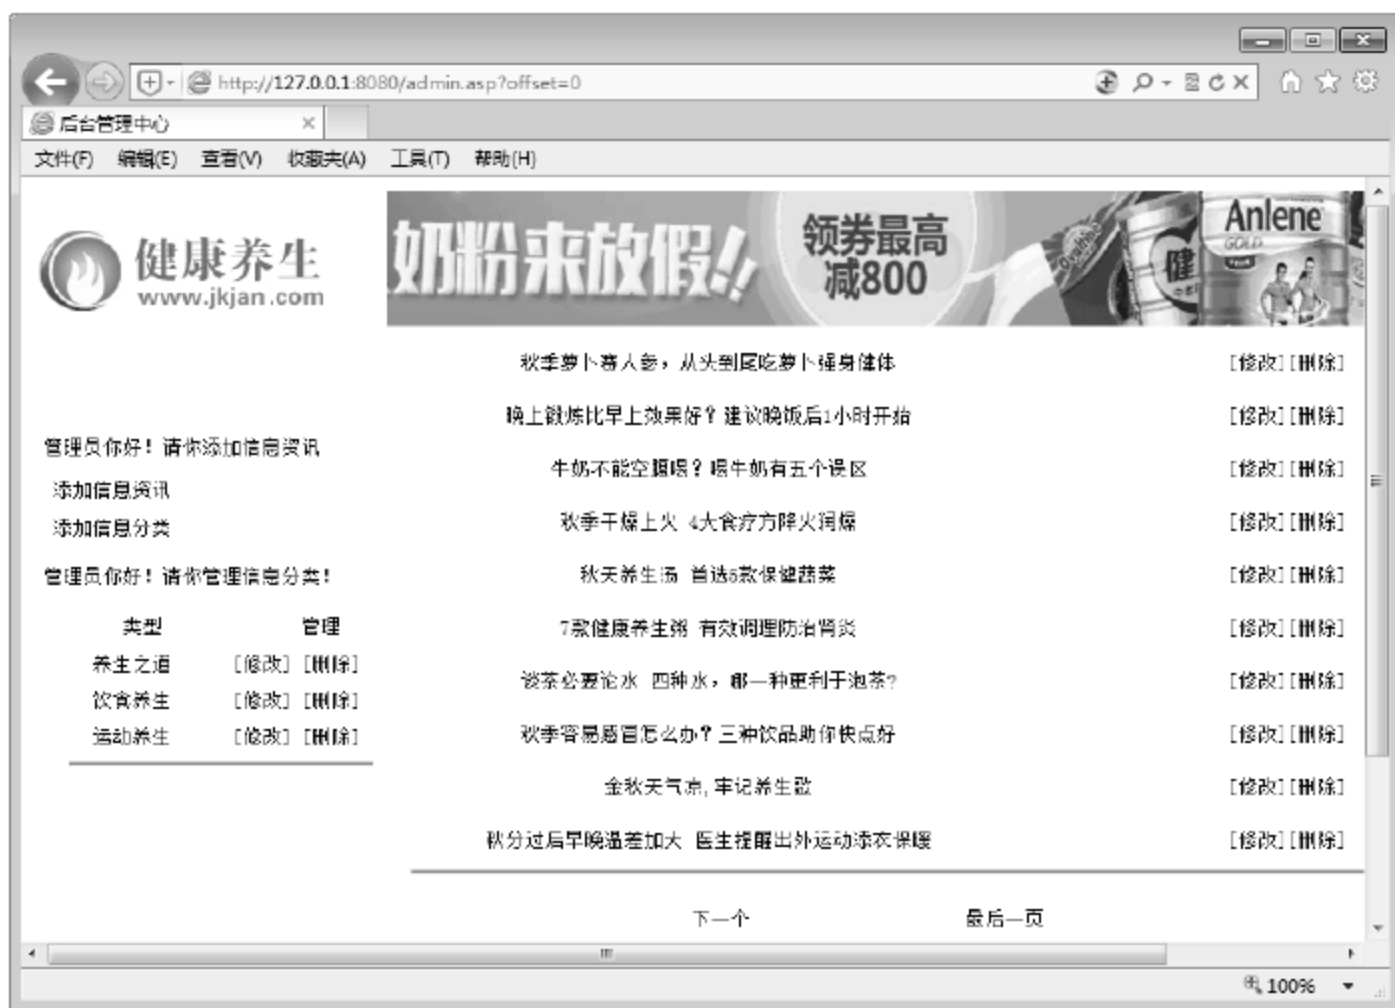 http://127.0.0.1:8080/admin.asp?offset=0
后台管理中心
文件(F) 编辑(E) 查看(V) 收藏夹(A) 工具(T) 帮助(H)
健康养生
www.jkjan.com
奶粉来放假!!
领券最高
减800
Anlene
GOLD
健
管理员你好！请你添加信息资讯
添加信息资讯
添加信息分类
管理员你好！请你管理信息分类！
类型 管理
养生之道 [修改] [删除]
饮食养生 [修改] [删除]
运动养生 [修改] [删除]
秋季萝卜赛人参，从头到尾吃萝卜强身健体 [修改][删除]
晚上锻炼比早上效果好？建议晚饭后1小时开始 [修改][删除]
牛奶不能空腹喝？喝牛奶有五个误区 [修改][删除]
秋季干燥上火 4大食疗方降火润燥 [修改][删除]
秋天养生汤 首选5款保健蔬菜 [修改][删除]
7款健康养生粥 有效调理防治肾炎 [修改][删除]
谈茶必要论水 四种水，哪一种更利于泡茶? [修改][删除]
秋季容易感冒怎么办？三种饮品助你快点好 [修改][删除]
金秋天气凉,牢记养生歌 [修改][删除]
秋分过后早晚温差加大 医生提醒出外运动添衣保暖 [修改][删除]
下一个 最后一页
100%